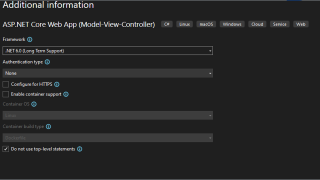 Additional information
ASP.NET Core Web App (Model-View-Controller) C# Linux macOS Windows Cloud Service Web
Framework
.NET 6.0 (Long Term Support)
Authentication type
None
Configure for HTTPS
Enable container support
Container OS
Linux
Container build type
Dockerfile
Do not use top-level statements